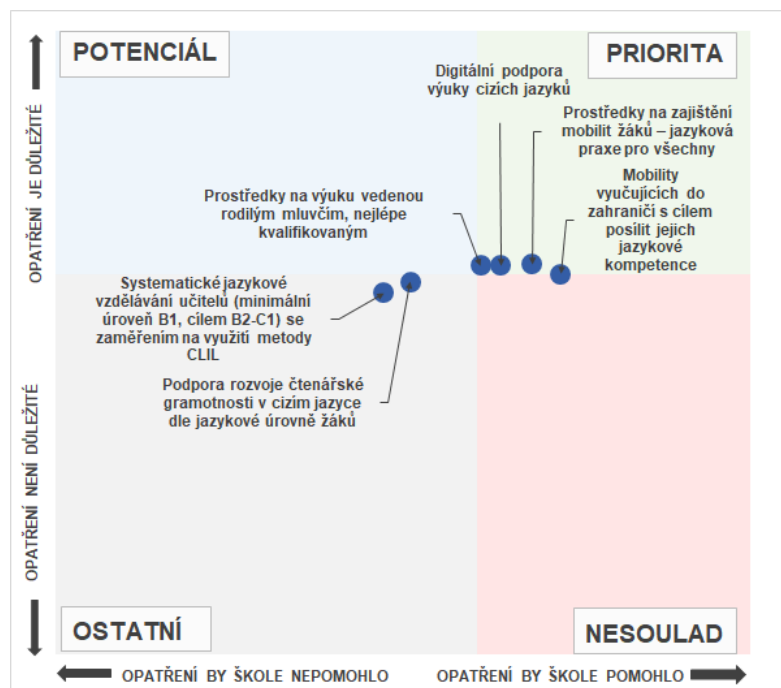 POTENCIÁL
PRIORITA
Digitální podpora
výuky cizích jazyků
Prostředky na zajištění
mobilit žáků – jazyková
praxe pro všechny
Mobility
vyučujících do
zahraničí s cílem
posílit jejich
jazykové
kompetence
Prostředky na výuku vedenou
rodilým mluvčím, nejlépe
kvalifikovaným
Systematické jazykové
vzdělávání učitelů (minimální
úroveň B1, cílem B2-C1) se
zaměřením na využití metody
CLIL
Podpora rozvoje čtenářské
gramotnosti v cizím jazyce
dle jazykové úrovně žáků
OPATŘENÍ JE DŮLEŽITÉ
OPATŘENÍ NENÍ DŮLEŽITÉ
OSTATNÍ
NESOULAD
OPATŘENÍ BY ŠKOLE NEPOMOHLO
OPATŘENÍ BY ŠKOLE POMOHLO